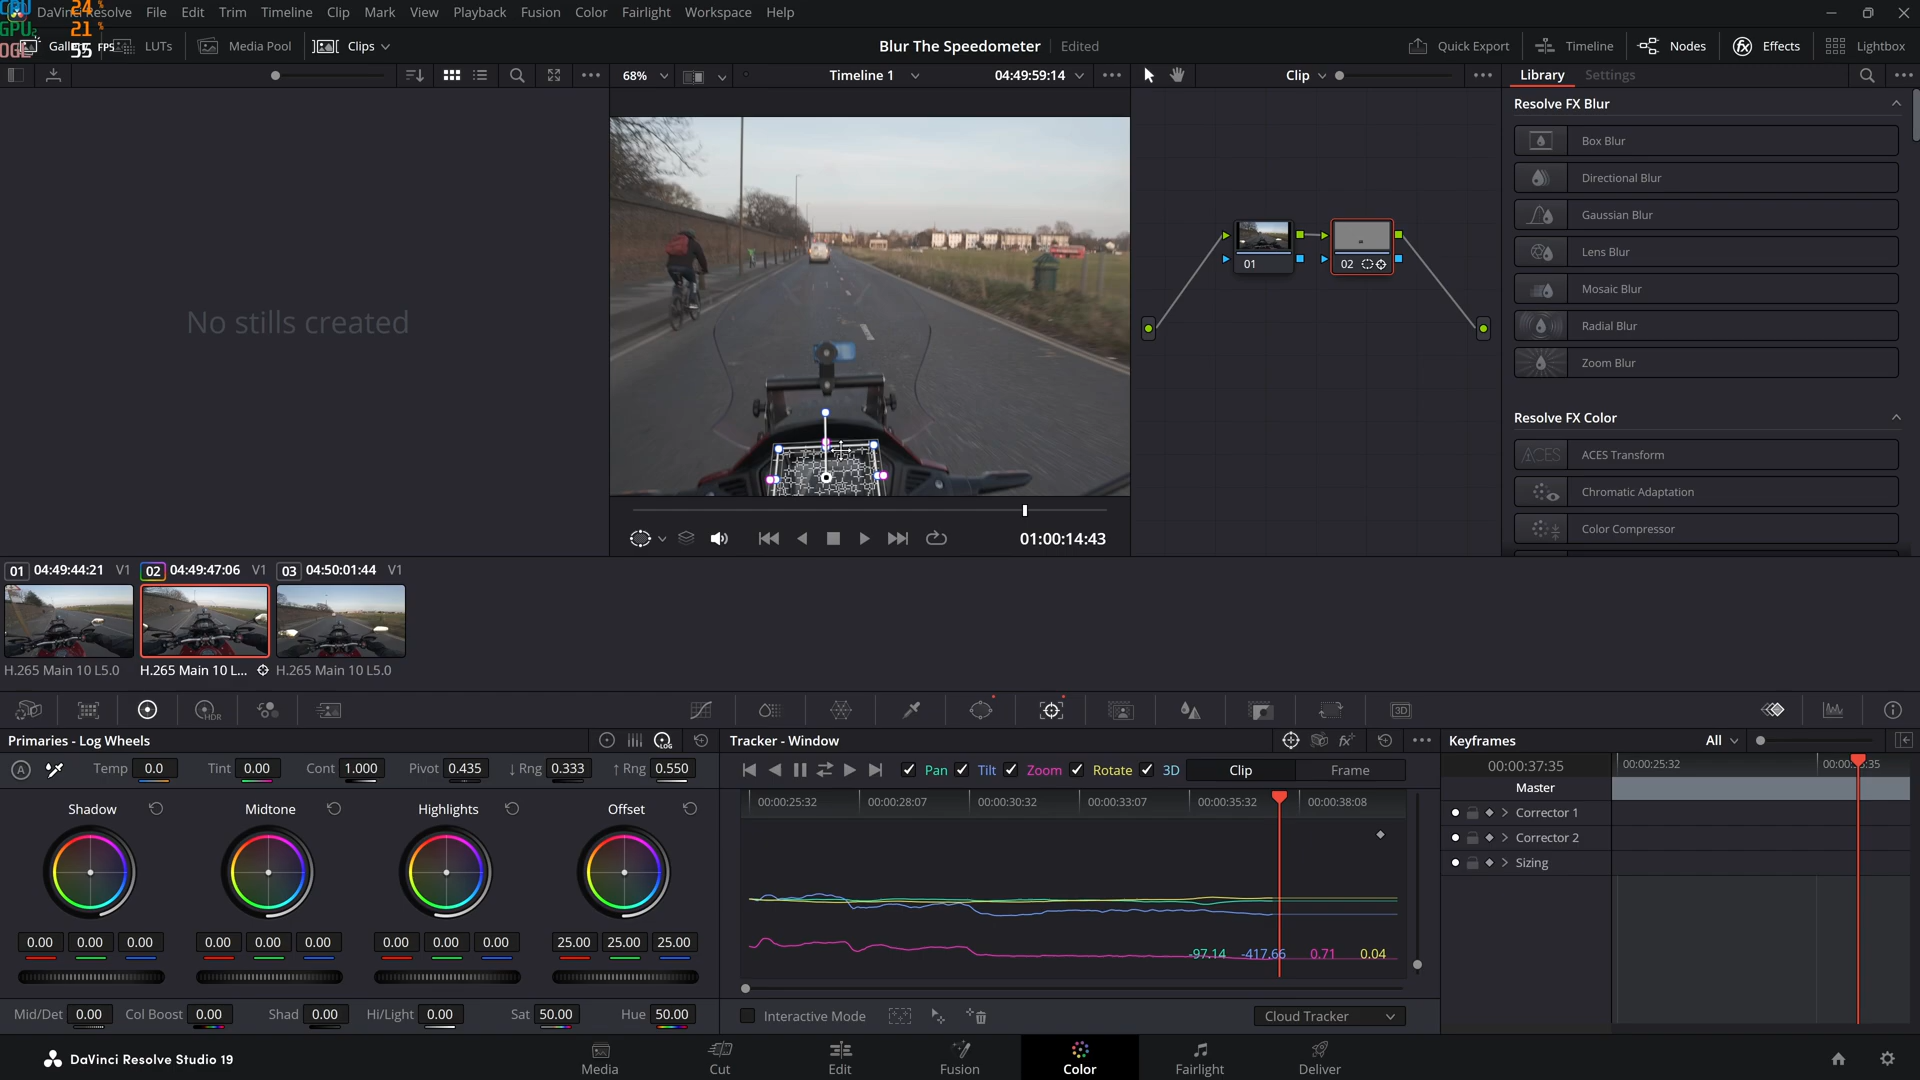 CPU 24 %
GPU 21 %
OGL FPS 55
DaVinci Resolve File Edit Trim Timeline Clip Mark View Playback Fusion Color Fairlight Workspace Help
Gallery LUTs Media Pool Clips
Blur The Speedometer Edited
Quick Export Timeline Nodes Effects Lightbox
68% Timeline 1 04:49:59:14 Clip Library Settings
Resolve FX Blur
Box Blur
Directional Blur
Gaussian Blur
Lens Blur
Mosaic Blur
Radial Blur
Zoom Blur
Resolve FX Color
ACES ACES Transform
Chromatic Adaptation
Color Compressor
No stills created
01
02
01:00:14:43
01 04:49:44:21 V1 02 04:49:47:06 V1 03 04:50:01:44 V1
H.265 Main 10 L5.0 H.265 Main 10 L... H.265 Main 10 L5.0
HDR 3D
Primaries - Log Wheels LOG
A Temp 0.0 Tint 0.00 Cont 1.000 Pivot 0.435 ↓ Rng 0.333 ↑ Rng 0.550
Shadow Midtone Highlights Offset
0.00 0.00 0.00 0.00 0.00 0.00 0.00 0.00 0.00 25.00 25.00 25.00
Mid/Det 0.00 Col Boost 0.00 Shad 0.00 Hi/Light 0.00 Sat 50.00 Hue 50.00
Tracker - Window
Pan Tilt Zoom Rotate 3D Clip Frame
00:00:25:32 00:00:28:07 00:00:30:32 00:00:33:07 00:00:35:32 00:00:38:08
-97.14 -417.66 0.71 0.04
Interactive Mode Cloud Tracker
Keyframes All
00:00:37:35 00:00:25:32
Master
Corrector 1
Corrector 2
Sizing
DaVinci Resolve Studio 19
Media Cut Edit Fusion Color Fairlight Deliver